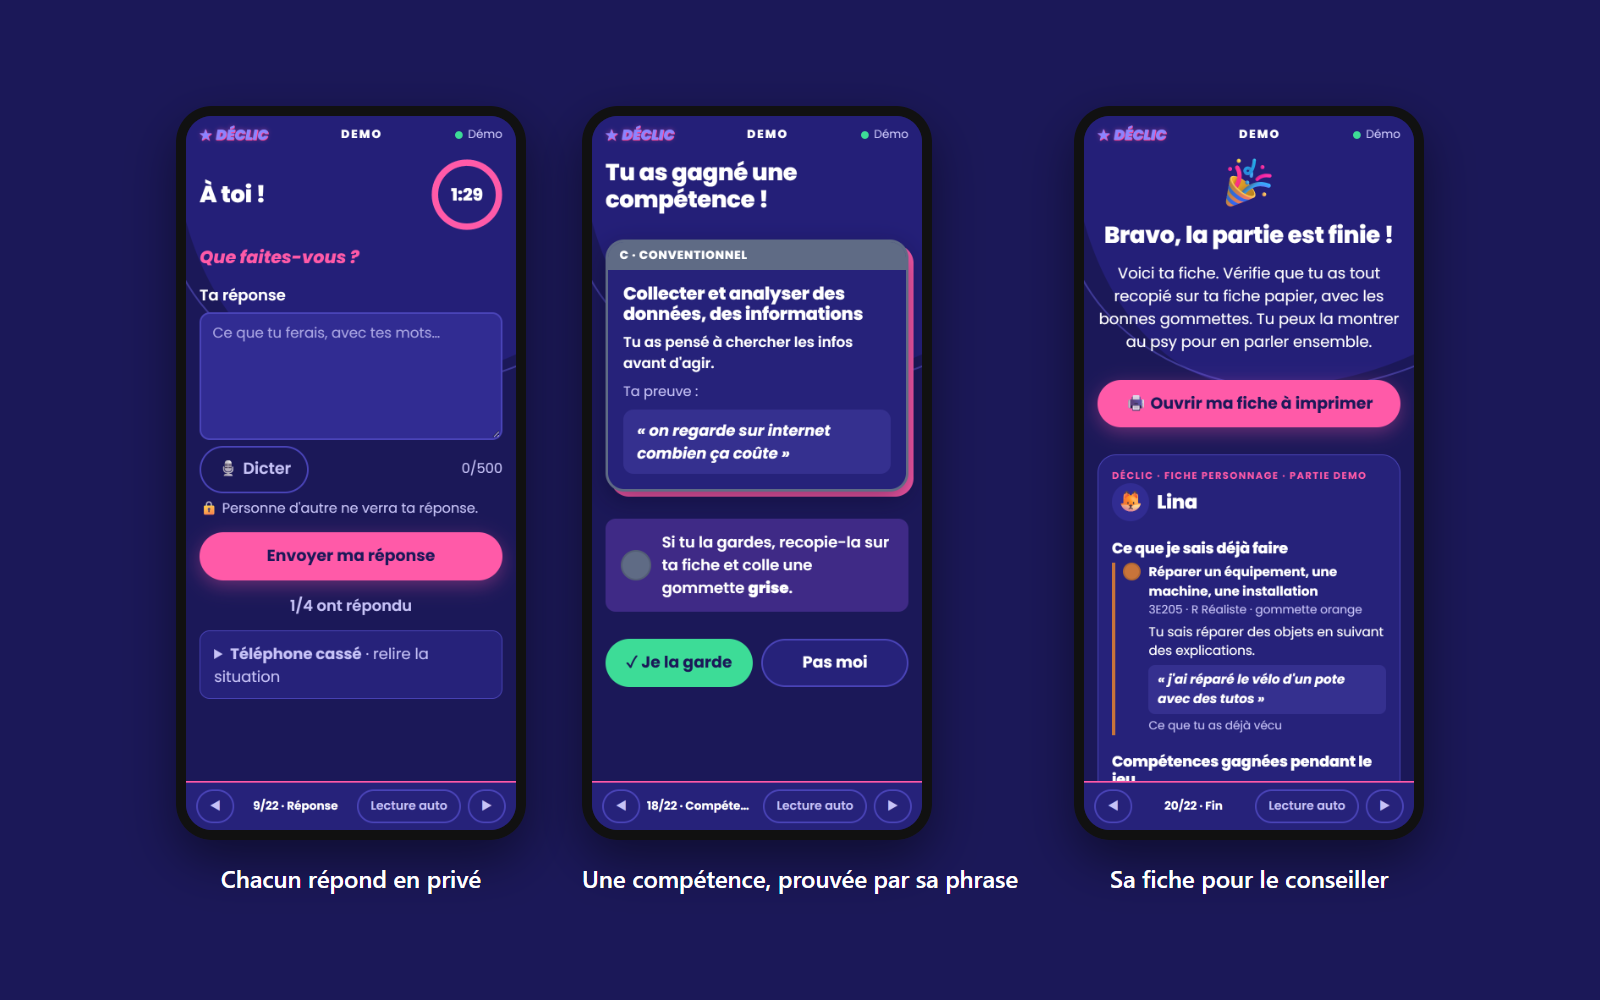 ★ DÉCLIC DEMO Démo
À toi !
1:29
Que faites-vous ?
Ta réponse
Ce que tu ferais, avec tes mots...
Dicter
0/500
Personne d'autre ne verra ta réponse.
Envoyer ma réponse
1/4 ont répondu
▶ Téléphone cassé · relire la
situation
◀ 9/22 · Réponse Lecture auto ▶
Chacun répond en privé
★ DÉCLIC DEMO Démo
Tu as gagné une
compétence !
C · CONVENTIONNEL
Collecter et analyser des
données, des informations
Tu as pensé à chercher les infos
avant d'agir.
Ta preuve :
« on regarde sur internet
combien ça coûte »
Si tu la gardes, recopie-la sur
ta fiche et colle une
gommette grise.
✓ Je la garde
Pas moi
◀ 18/22 · Compéte... Lecture auto ▶
Une compétence, prouvée par sa phrase
★ DÉCLIC DEMO Démo
Bravo, la partie est finie !
Voici ta fiche. Vérifie que tu as tout
recopié sur ta fiche papier, avec les
bonnes gommettes. Tu peux la montrer
au psy pour en parler ensemble.
Ouvrir ma fiche à imprimer
DÉCLIC · FICHE PERSONNAGE · PARTIE DEMO
Lina
Ce que je sais déjà faire
Réparer un équipement, une
machine, une installation
3E205 · R Réaliste · gommette orange
Tu sais réparer des objets en suivant
des explications.
« j'ai réparé le vélo d'un pote
avec des tutos »
Ce que tu as déjà vécu
Compétences gagnées pendant le
jeu
◀ 20/22 · Fin Lecture auto ▶
Sa fiche pour le conseiller